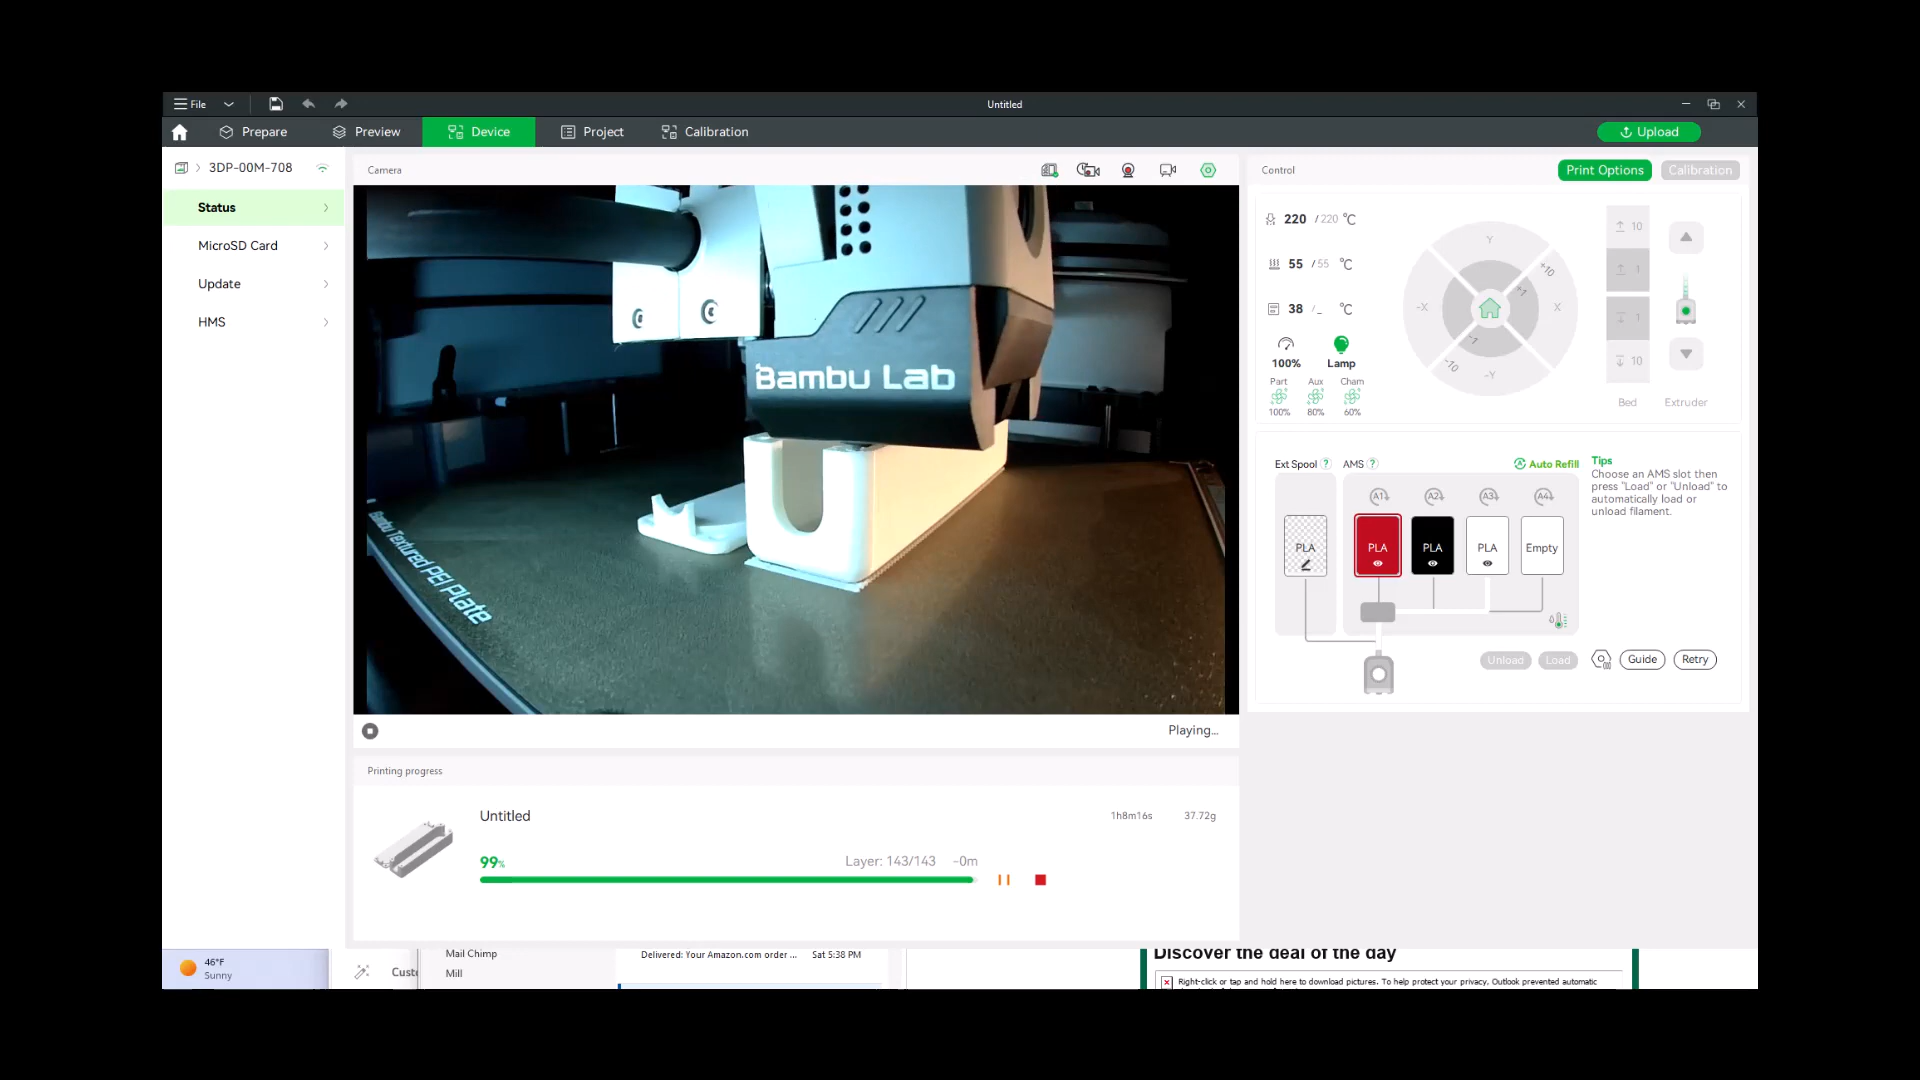 File
Untitled
Prepare
Preview
Device
Project
Calibration
Upload
3DP-00M-708
Status
MicroSD Card
Update
HMS
Camera
Bambu Lab
Bambu Textured PEI Plate
Playing...
Printing progress
Untitled
1h8m16s 37.72g
99%
Layer: 143/143 -0m
Control
Print Options
Calibration
220 /220 ℃
55 /55 ℃
38 /_ ℃
100% Lamp
Part Aux Cham
100% 80% 60%
Y
+10
+1
-X X
-1
-10
-Y
10
1
1
10
Bed
Extruder
Ext Spool ? AMS ?
Auto Refill
A1 A2 A3 A4
PLA PLA PLA PLA Empty
Tips
Choose an AMS slot then
press "Load" or "Unload" to
automatically load or
unload filament.
Unload Load Guide Retry
46°F
Sunny
Mail Chimp
Mill
Delivered: Your Amazon.com order ... Sat 5:38 PM
Discover the deal of the day
Right-click or tap and hold here to download pictures. To help protect your privacy, Outlook prevented automatic